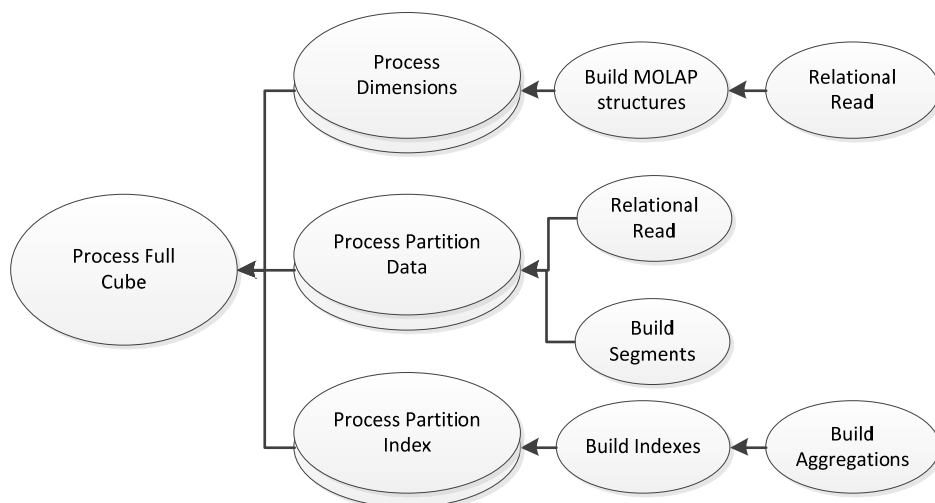 Process
Dimensions
Build MOLAP
structures
Relational
Read
Process Full
Cube
Process Partition
Data
Relational
Read
Build
Segments
Process Partition
Index
Build Indexes
Build
Aggregations